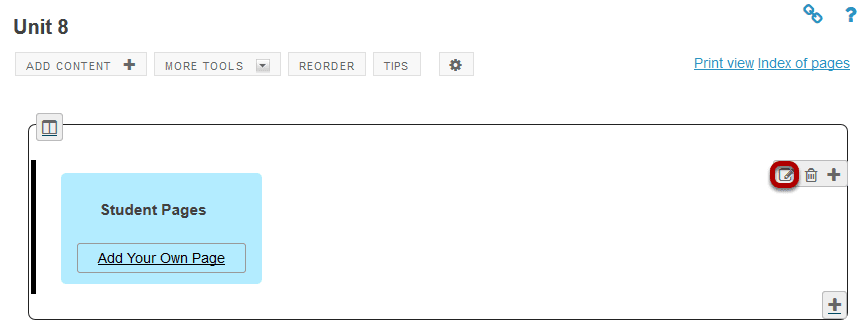 Unit 8
ADD CONTENT
MORE TOOLS
REORDER
TIPS
Print view Index of pages
Student Pages
Add Your Own Page